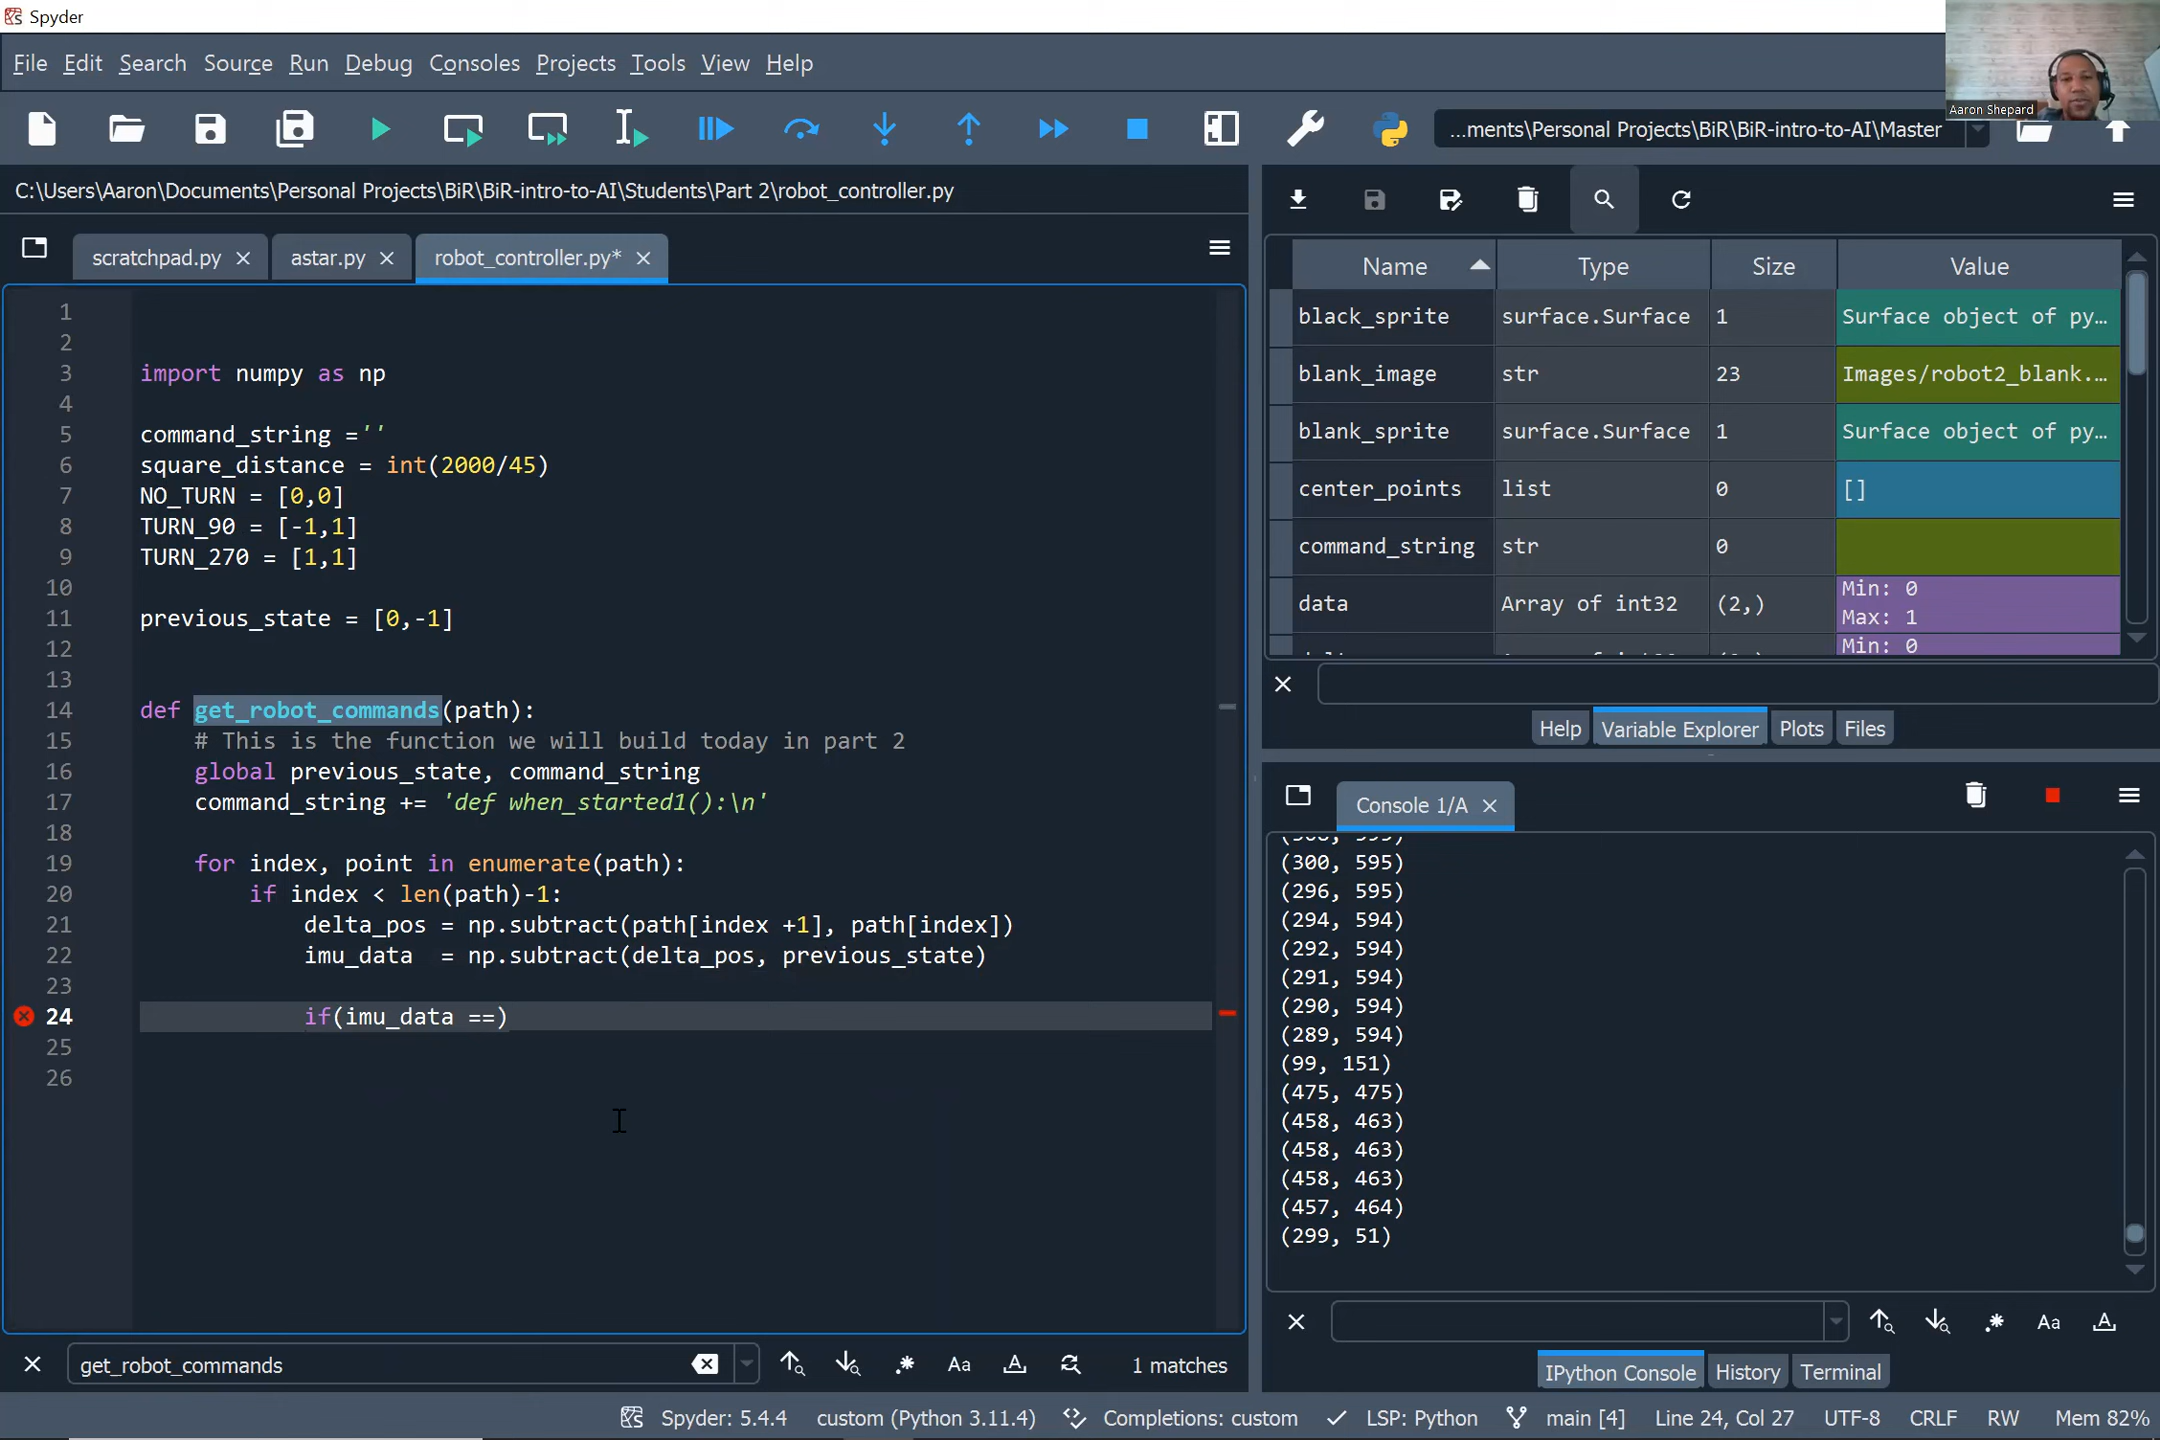 Spyder
File Edit Search Source Run Debug Consoles Projects Tools View Help
Aaron Shepard
...ments\Personal Projects\BiR\BiR-intro-to-AI\Master
C:\Users\Aaron\Documents\Personal Projects\BiR\BiR-intro-to-AI\Students\Part 2\robot_controller.py
scratchpad.py astar.py robot_controller.py*
1
2
3 import numpy as np
4
5 command_string =''
6 square_distance = int(2000/45)
7 NO_TURN = [0,0]
8 TURN_90 = [-1,1]
9 TURN_270 = [1,1]
10
11 previous_state = [0,-1]
12
13
14 def get_robot_commands(path):
15 # This is the function we will build today in part 2
16 global previous_state, command_string
17 command_string += 'def when_started1():\n'
18
19 for index, point in enumerate(path):
20 if index < len(path)-1:
21 delta_pos = np.subtract(path[index +1], path[index])
22 imu_data  = np.subtract(delta_pos, previous_state)
23
24 if(imu_data ==)
25
26
get_robot_commands Aa 1 matches
Name Type Size Value
black_sprite surface.Surface 1 Surface object of py...
blank_image str 23 Images/robot2_blank....
blank_sprite surface.Surface 1 Surface object of py...
center_points list 0 []
command_string str 0
data Array of int32 (2,) Min: 0
Max: 1
Min: 0
Help Variable Explorer Plots Files
Console 1/A
(300, 595)
(296, 595)
(294, 594)
(292, 594)
(291, 594)
(290, 594)
(289, 594)
(99, 151)
(475, 475)
(458, 463)
(458, 463)
(458, 463)
(457, 464)
(299, 51)
Aa
IPython Console History Terminal
Spyder: 5.4.4 custom (Python 3.11.4) Completions: custom LSP: Python main [4] Line 24, Col 27 UTF-8 CRLF RW Mem 82%